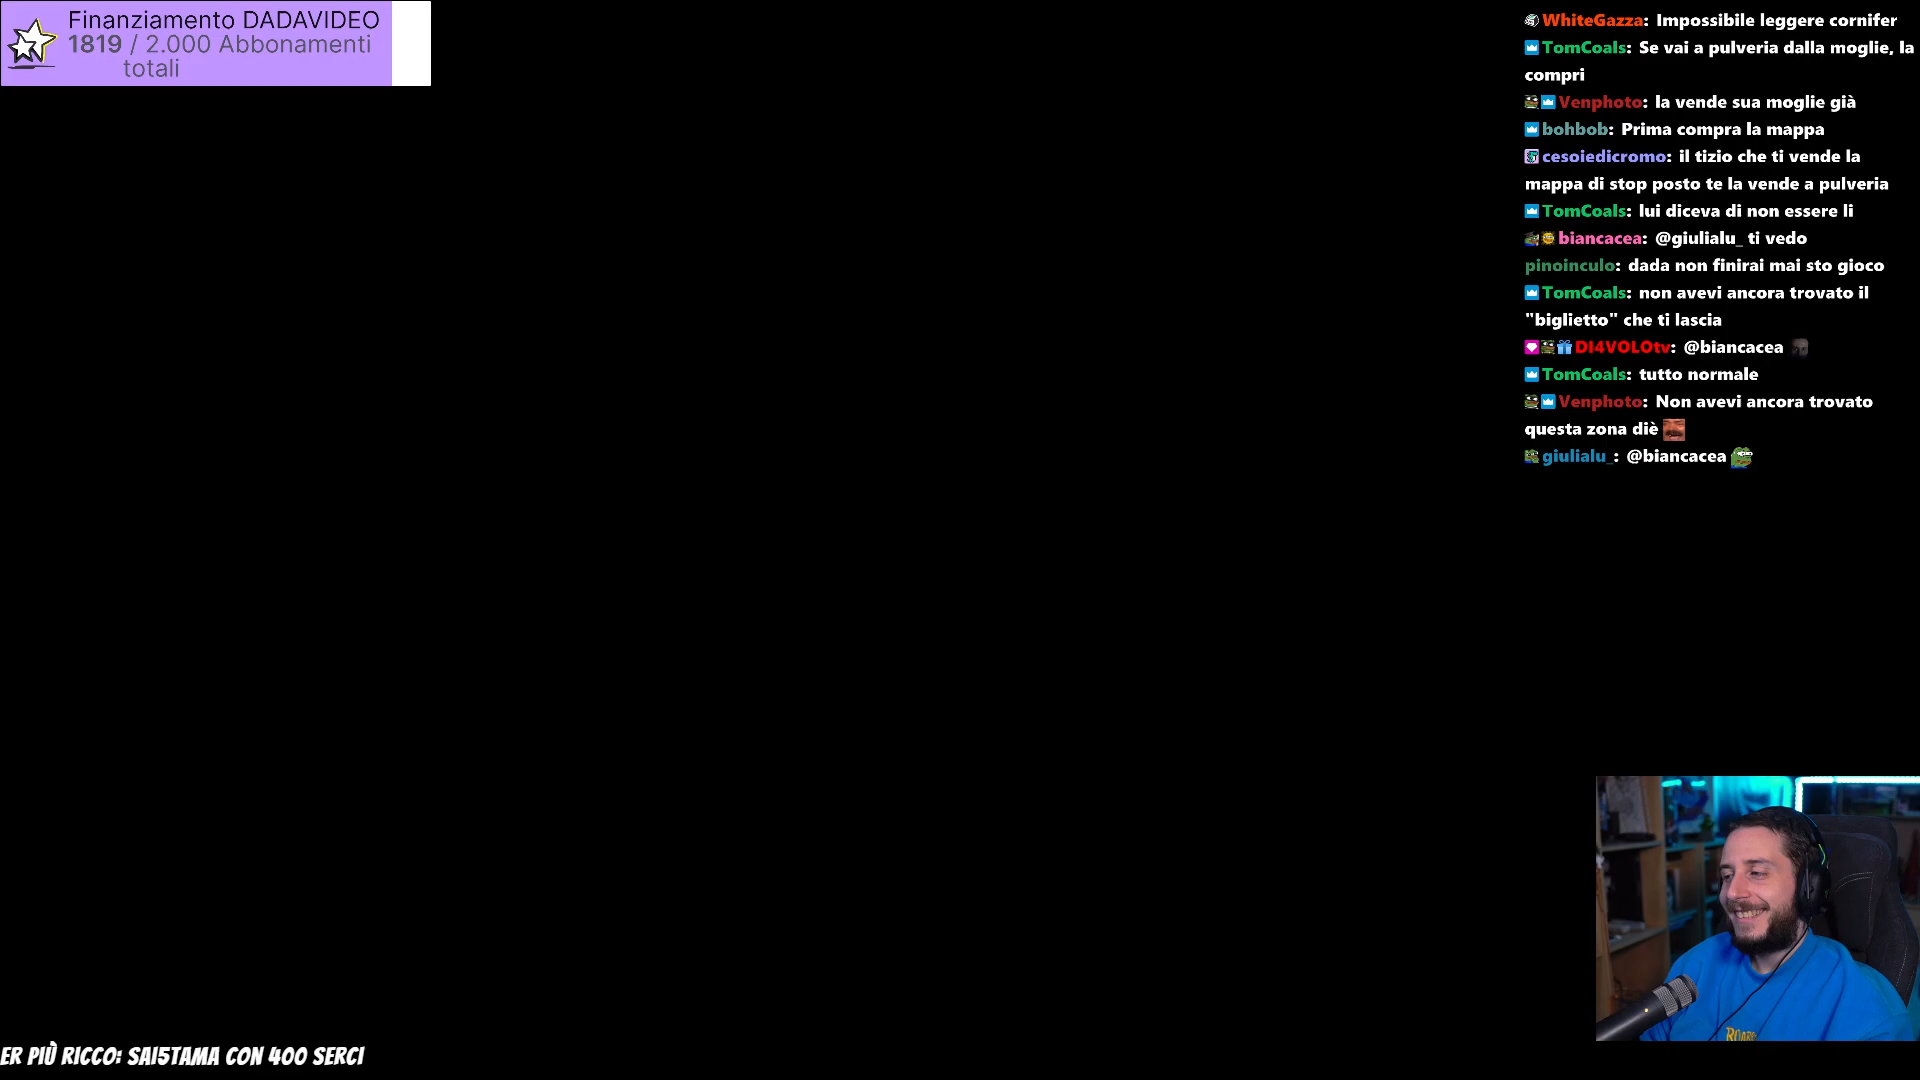 Finanziamento DADAVIDEO
1819 / 2.000 Abbonamenti
totali
WhiteGazza: Impossibile leggere cornifer
TomCoals: Se vai a pulveria dalla moglie, la
compri
Venphoto: la vende sua moglie già
bohbob: Prima compra la mappa
cesoiedicromo: il tizio che ti vende la
mappa di stop posto te la vende a pulveria
TomCoals: lui diceva di non essere li
biancacea: @giulialu_ ti vedo
pinoinculo: dada non finirai mai sto gioco
TomCoals: non avevi ancora trovato il
"biglietto" che ti lascia
DI4VOLOtv: @biancacea
TomCoals: tutto normale
Venphoto: Non avevi ancora trovato
questa zona diè
giulialu_: @biancacea
ER PIÙ RICCO: SAI5TAMA CON 400 SERCI